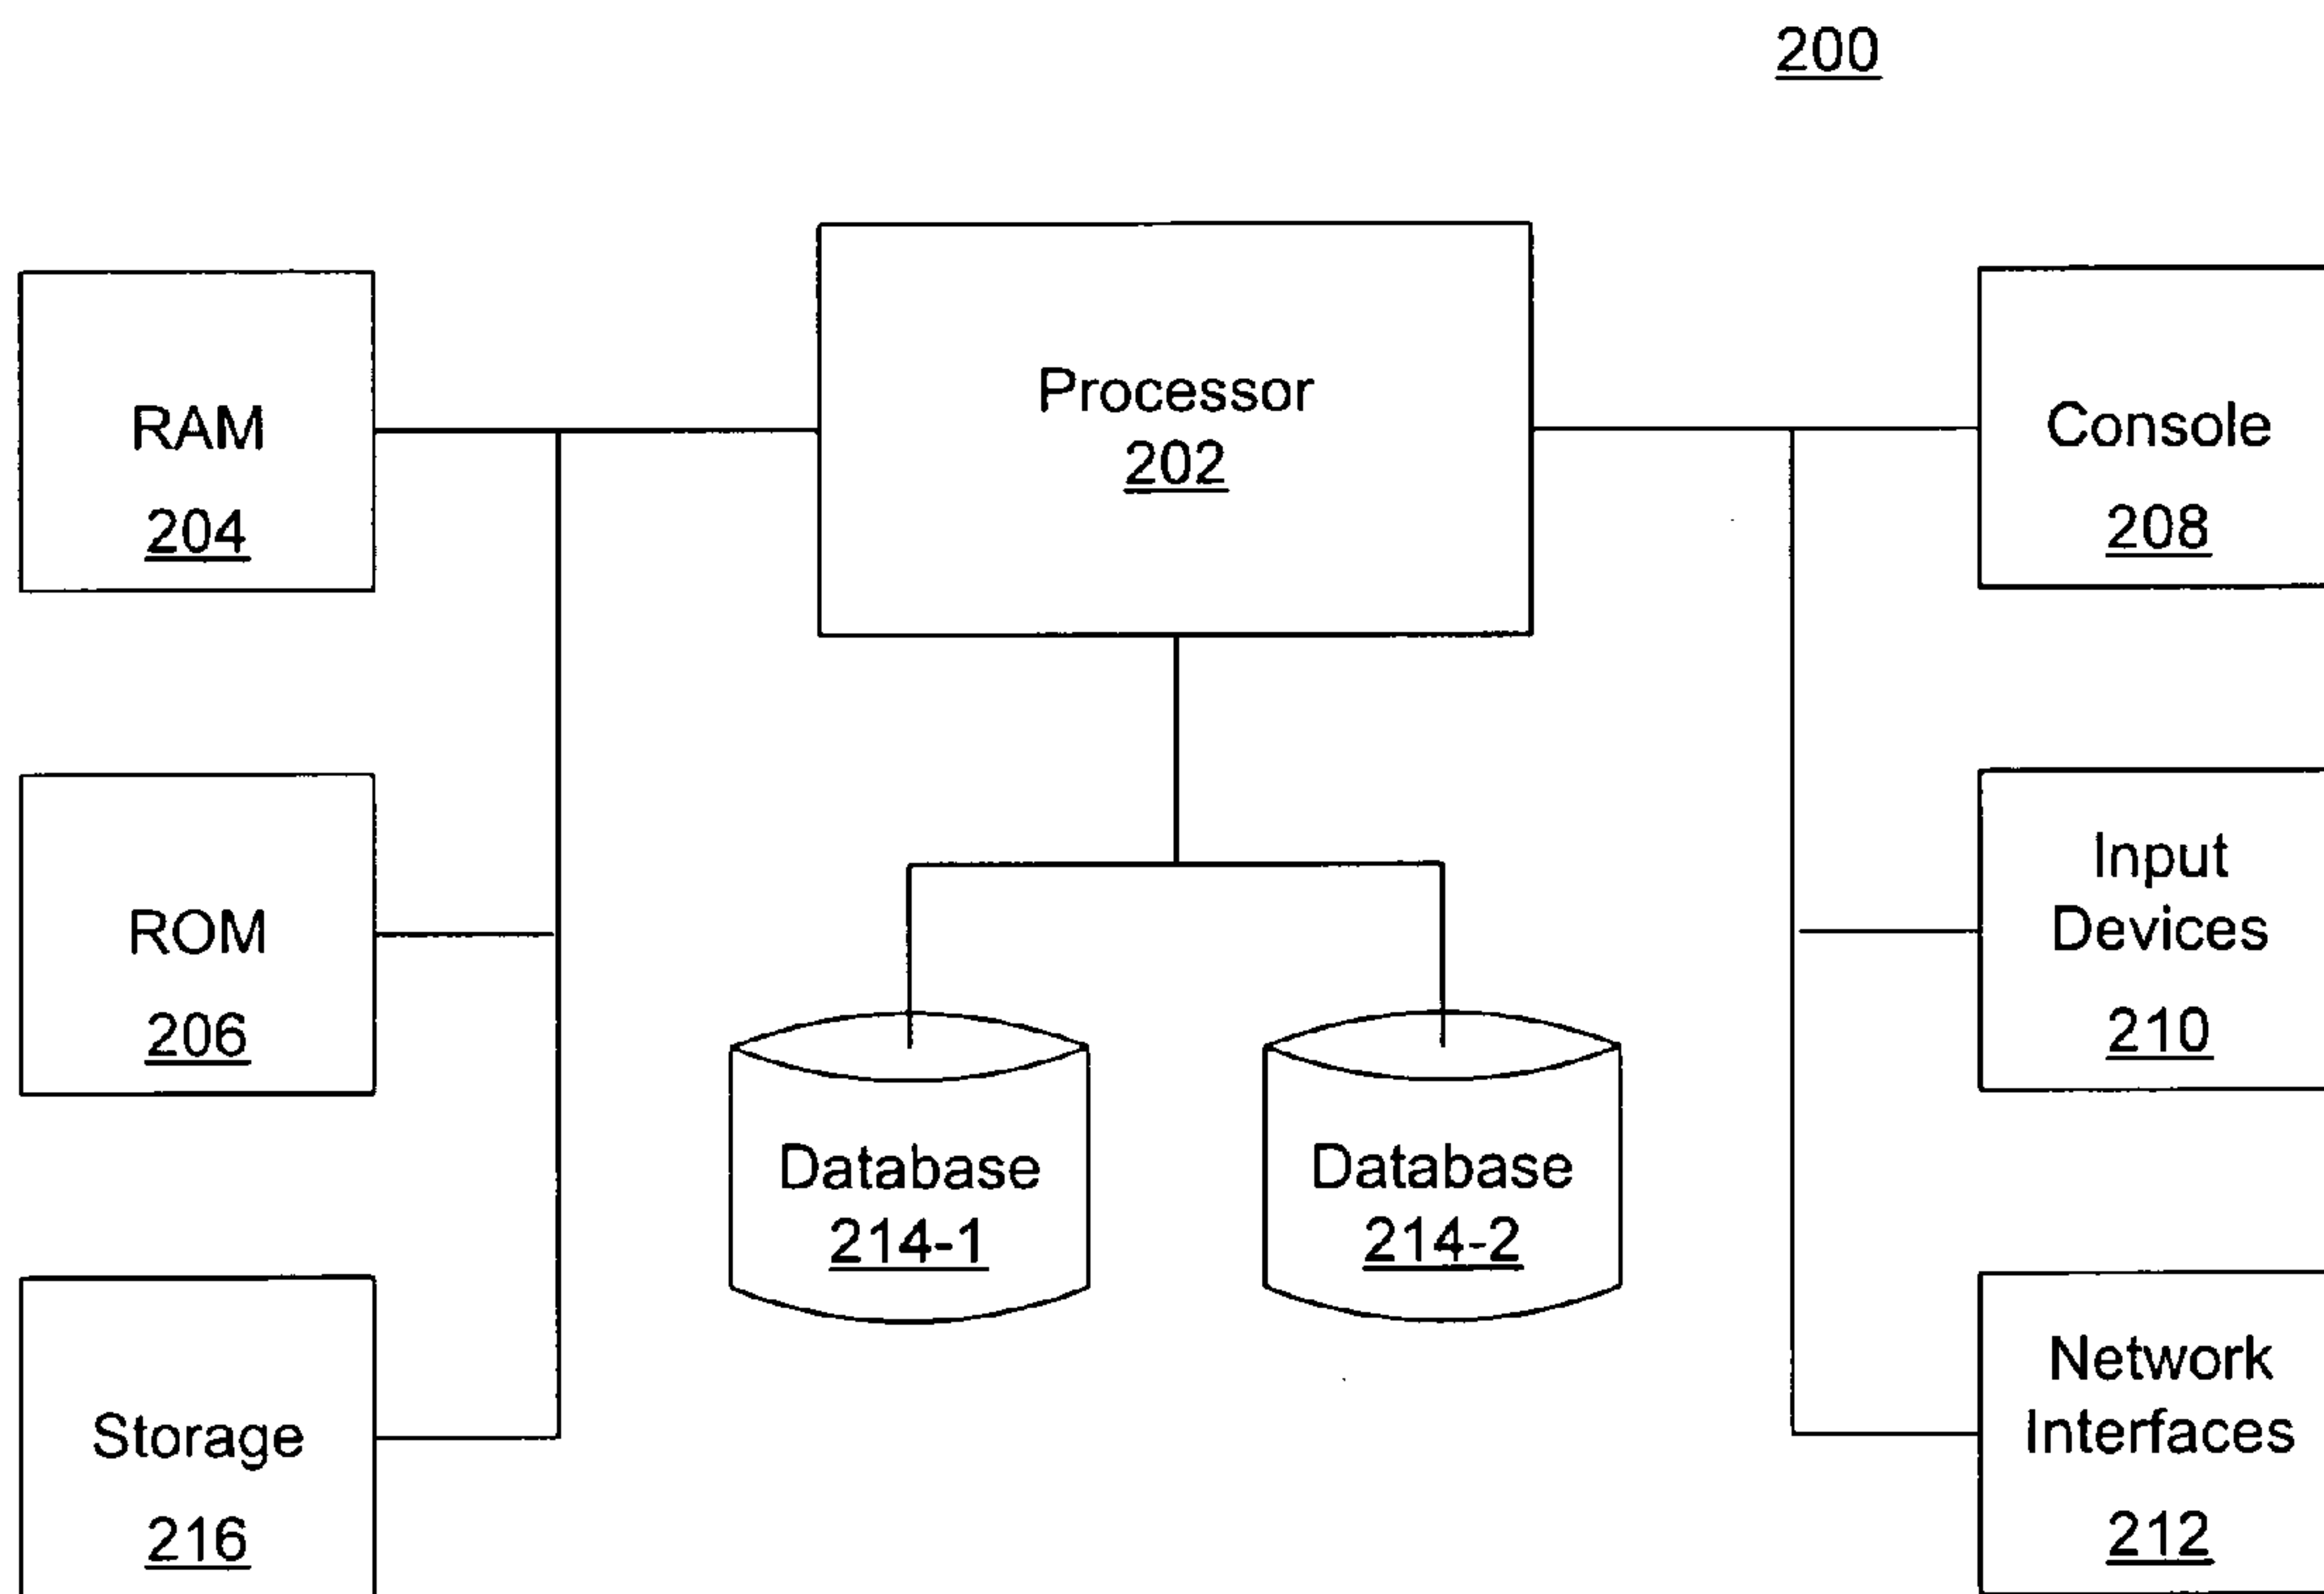 200
Processor
202
RAM
204
Console
208
ROM
206
Input
Devices
210
Database
214-1
Database
214-2
Storage
216
Network
Interfaces
212